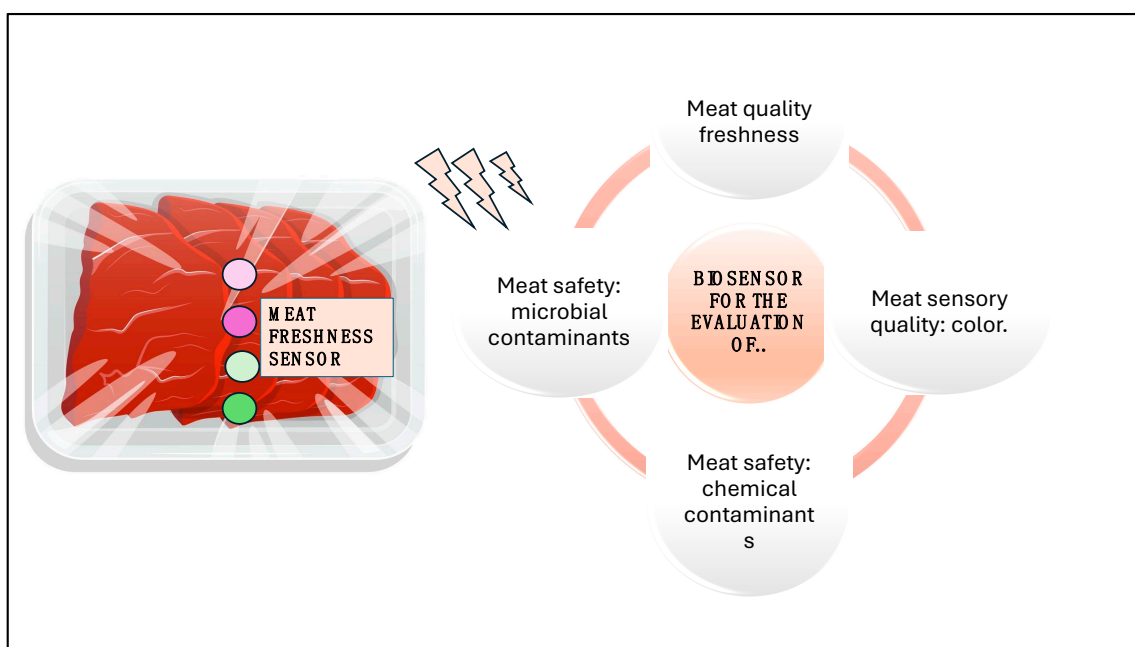 MEAT
FRESHNESS
SENSOR
Meat quality
freshness
Meat safety:
microbial
contaminants
BIOSENSOR
FOR THE
EVALUATION
OF..
Meat sensory
quality: color.
Meat safety:
chemical
contaminant
s